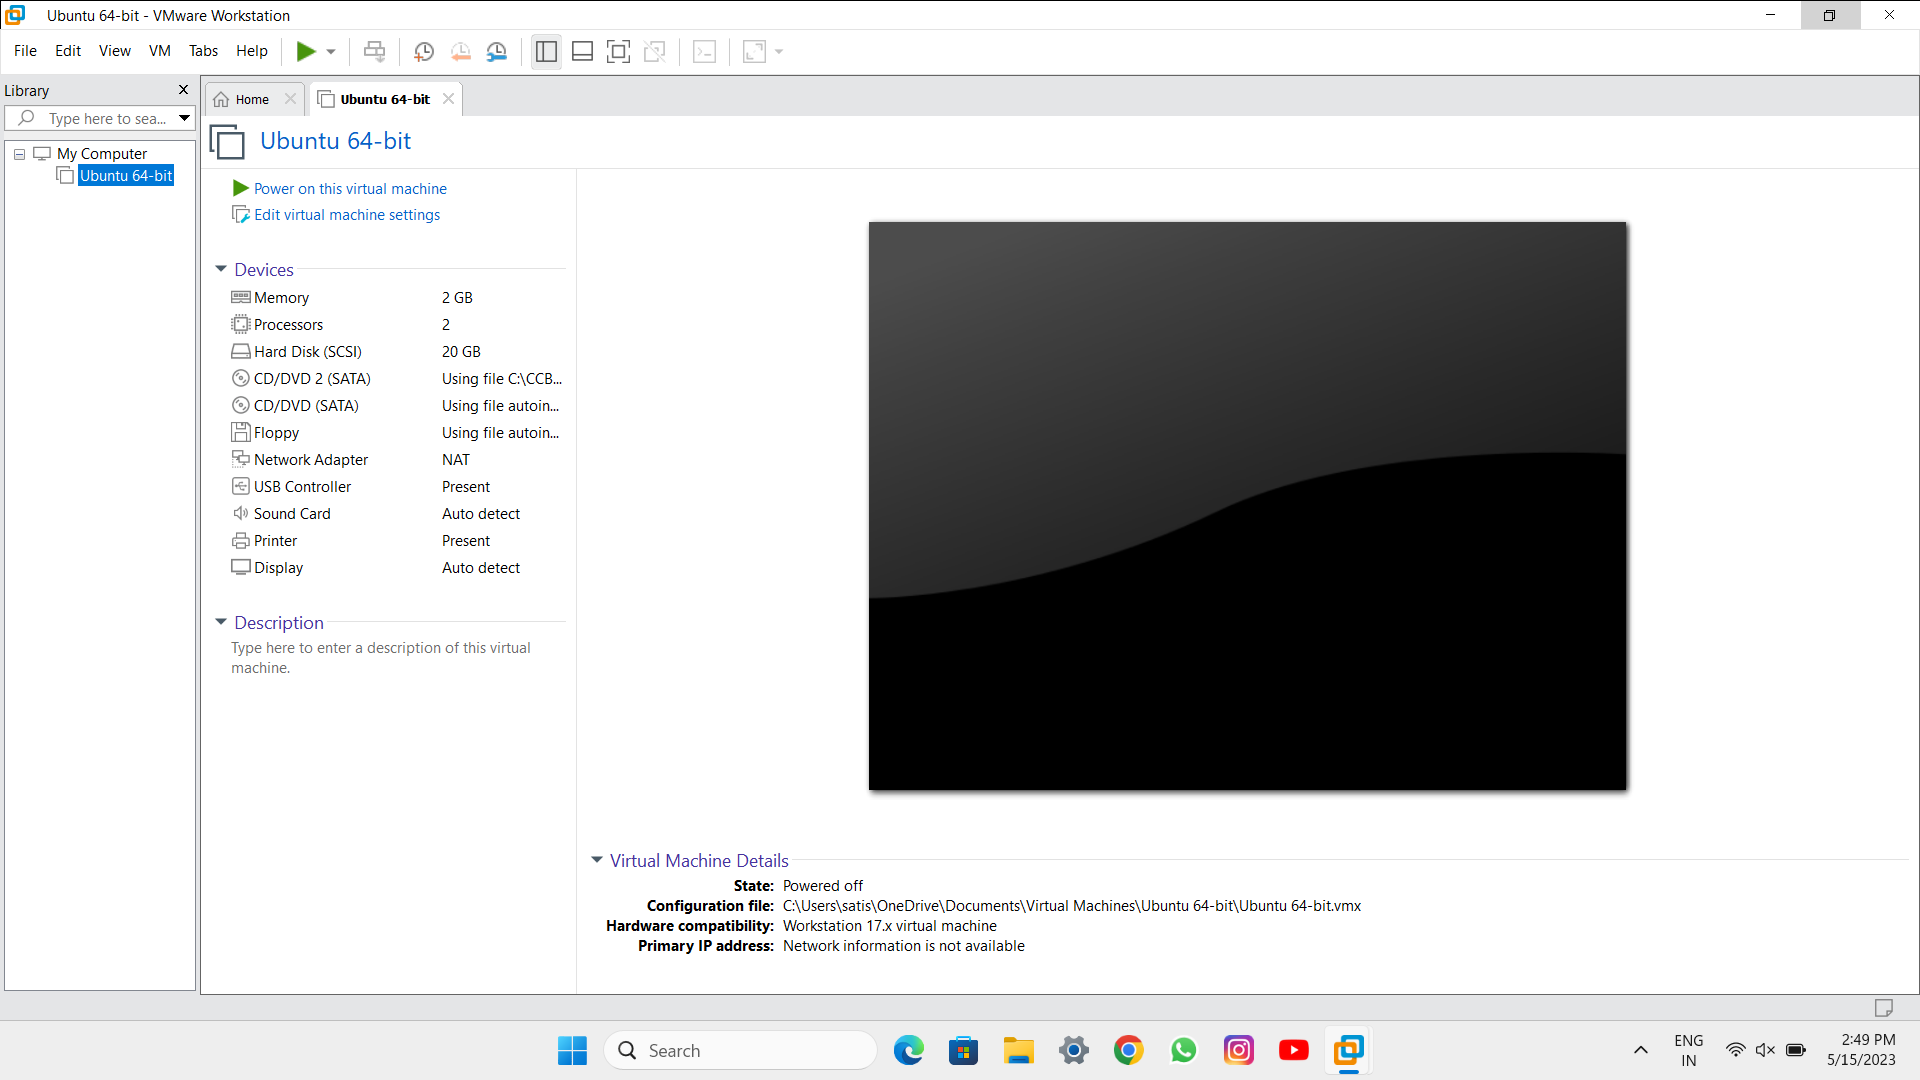 Ubuntu 64-bit - VMware Workstation
File Edit View VM Tabs Help
Library
Type here to sea...
My Computer
Ubuntu 64-bit
Home
Ubuntu 64-bit
Ubuntu 64-bit
Power on this virtual machine
Edit virtual machine settings
Devices
Memory 2 GB
Processors 2
Hard Disk (SCSI) 20 GB
CD/DVD 2 (SATA) Using file C:\CCB...
CD/DVD (SATA) Using file autoin...
Floppy Using file autoin...
Network Adapter NAT
USB Controller Present
Sound Card Auto detect
Printer Present
Display Auto detect
Description
Type here to enter a description of this virtual
machine.
Virtual Machine Details
State: Powered off
Configuration file: C:\Users\satis\OneDrive\Documents\Virtual Machines\Ubuntu 64-bit\Ubuntu 64-bit.vmx
Hardware compatibility: Workstation 17.x virtual machine
Primary IP address: Network information is not available
Search
ENG
IN
2:49 PM
5/15/2023